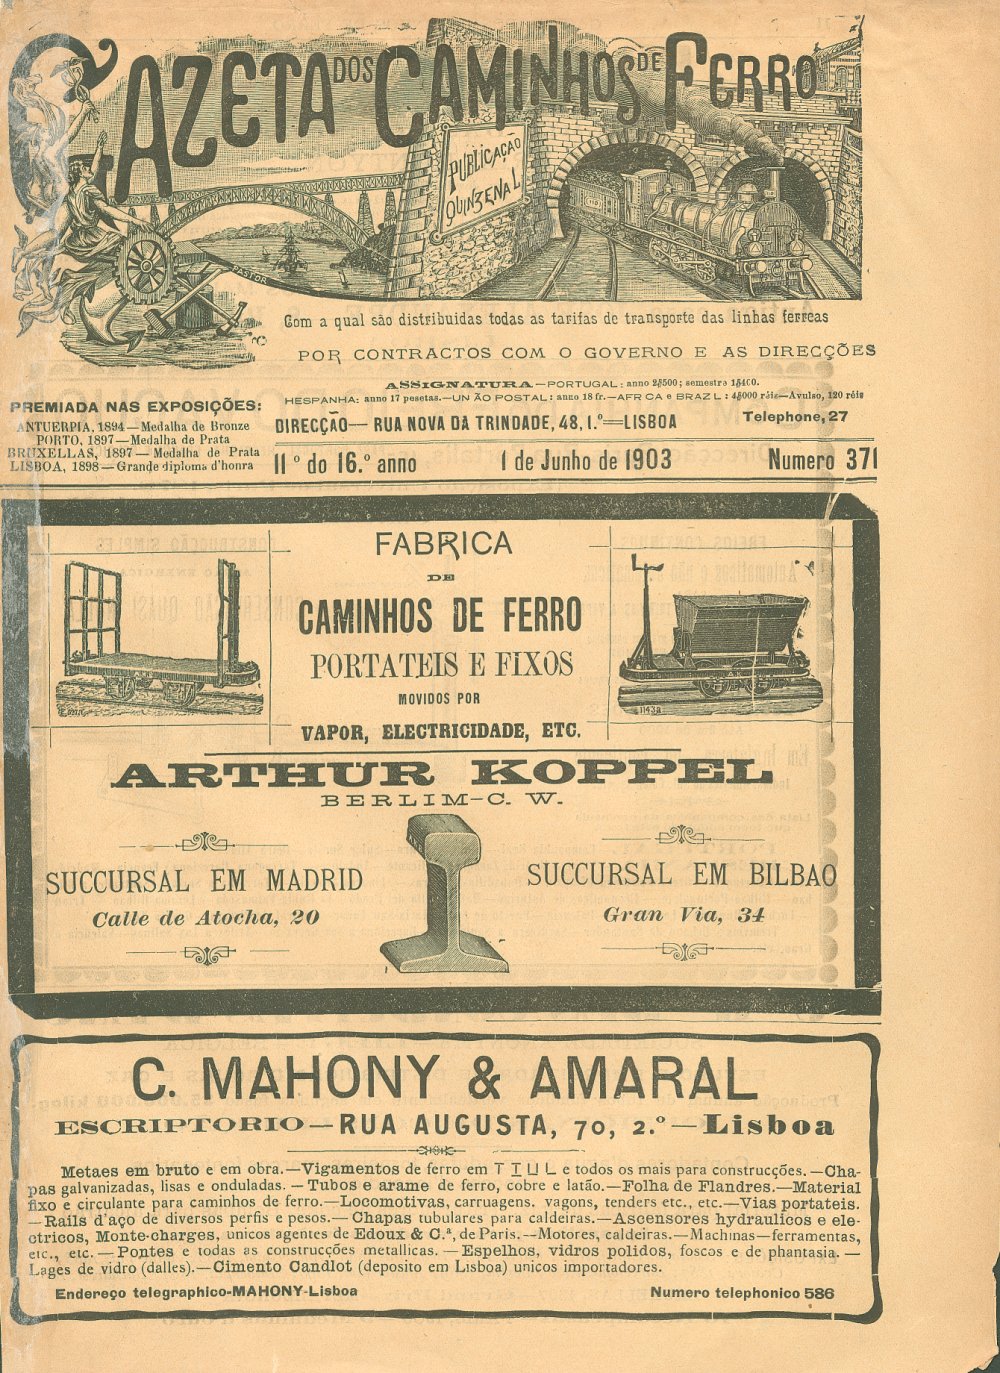 GAZETA DOS CAMINHOS DE FERRO
PUBLICAÇÃO
QUINZENAL
PASTOR
Com a qual são distribuidas todas as tarifas de transporte das linhas ferreas
POR CONTRACTOS COM O GOVERNO E AS DIRECÇÕES
PREMIADA NAS EXPOSIÇÕES:
ANTUERPIA, 1894—Medalha de Bronze
PORTO, 1897—Medalha de Prata
BRUXELLAS, 1897—Medalha de Prata
LISBOA, 1898—Grande diploma d'honra
ASSIGNATURA—PORTUGAL: anno 2$500; semestre 1$400.
HESPANHA: anno 17 pesetas.—UNÃO POSTAL: anno 18 fr.—AFRCA e BRAZL: 4$000 réis—Avulso, 120 réis
DIRECÇÃO—RUA NOVA DA TRINDADE, 48, 1.º—LISBOA
Telephone, 27
11º do 16.º anno 1 de Junho de 1903 Numero 371
FABRICA
DE
CAMINHOS DE FERRO
PORTATEIS E FIXOS
MOVIDOS POR
VAPOR, ELECTRICIDADE, ETC.
11438
ARTHUR KOPPEL
BERLIM—C. W.
SUCCURSAL EM MADRID
Calle de Atocha, 20
SUCCURSAL EM BILBAO
Gran Via, 34
C. MAHONY & AMARAL
ESCRIPTORIO—RUA AUGUSTA, 70, 2.º—Lisboa
Metaes em bruto e em obra.—Vigamentos de ferro em T I U L e todos os mais para construcções.—Cha-
pas galvanizadas, lisas e onduladas.—Tubos e arame de ferro, cobre e latão.—Folha de Flandres.—Material
fixo e circulante para caminhos de ferro.—Locomotivas, carruagens, vagons, tenders etc., etc.—Vias portateis.
—Rails d'aço de diversos perfis e pesos.—Chapas tubulares para caldeiras.—Ascensores hydraulicos e ele-
ctricos, Monte-charges, unicos agentes de Edoux & C.ª, de Paris.—Motores, caldeiras.—Machinas—ferramentas,
etc., etc.—Pontes e todas as construcções metallicas.—Espelhos, vidros polidos, foscos e de phantasia.—
Lages de vidro (dalles).—Cimento Candlot (deposito em Lisboa) unicos importadores.
Endereço telegraphico-MAHONY-Lisboa Numero telephonico 586